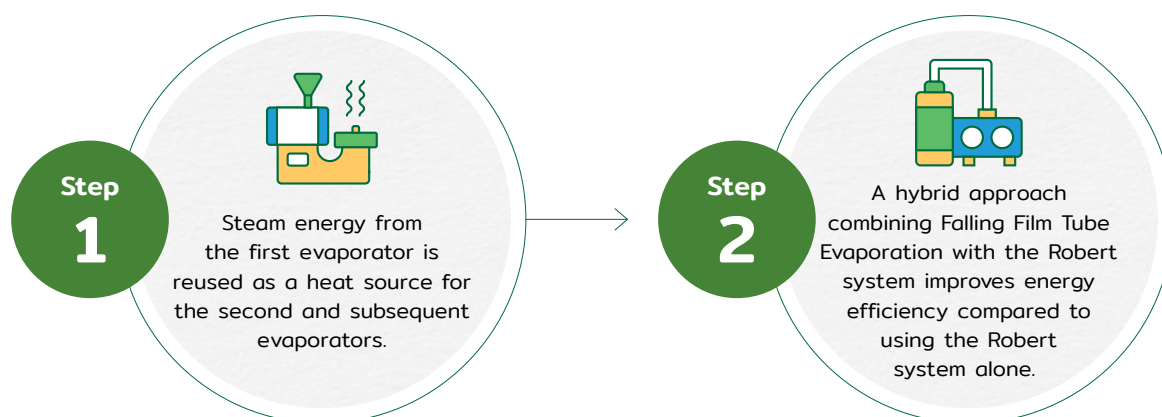 Step
1
Steam energy from
the first evaporator is
reused as a heat source for
the second and subsequent
evaporators.
Step
2
A hybrid approach
combining Falling Film Tube
Evaporation with the Robert
system improves energy
efficiency compared to
using the Robert
system alone.